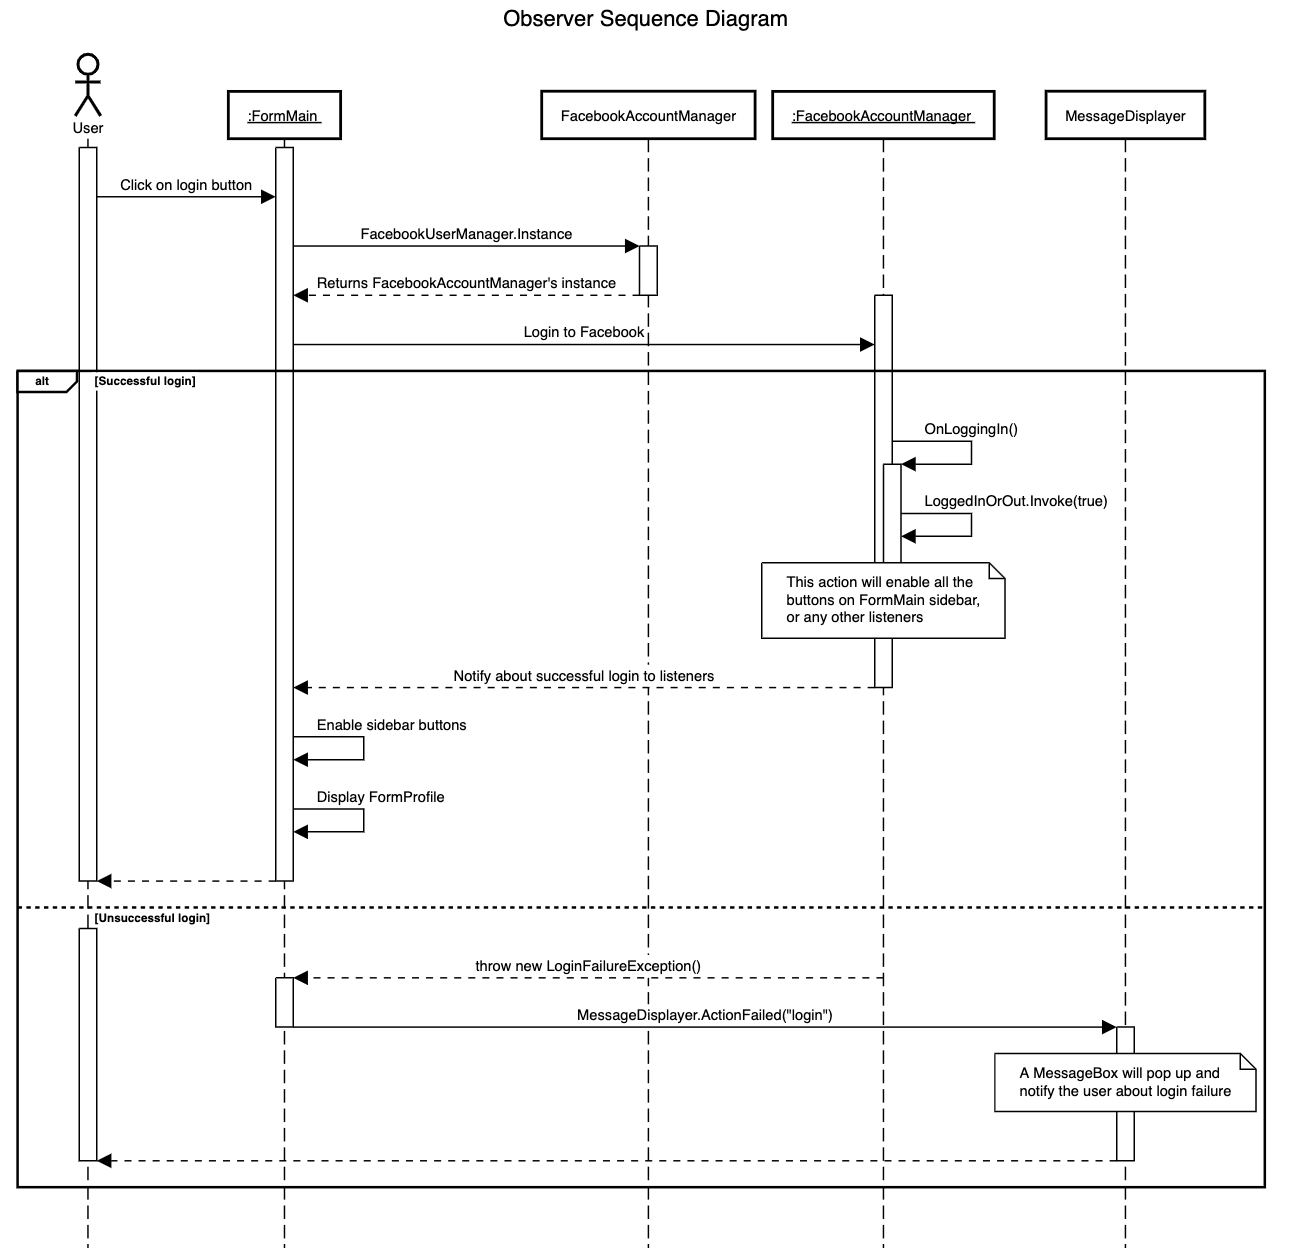 Observer Sequence Diagram
User
:FormMain
FacebookAccountManager
:FacebookAccountManager
MessageDisplayer
Click on login button
FacebookUserManager.Instance
Returns FacebookAccountManager's instance
Login to Facebook
alt
[Successful login]
OnLoggingIn()
LoggedInOrOut.Invoke(true)
This action will enable all the
buttons on FormMain sidebar,
or any other listeners
Notify about successful login to listeners
Enable sidebar buttons
Display FormProfile
[Unsuccessful login]
throw new LoginFailureException()
MessageDisplayer.ActionFailed("login")
A MessageBox will pop up and
notify the user about login failure